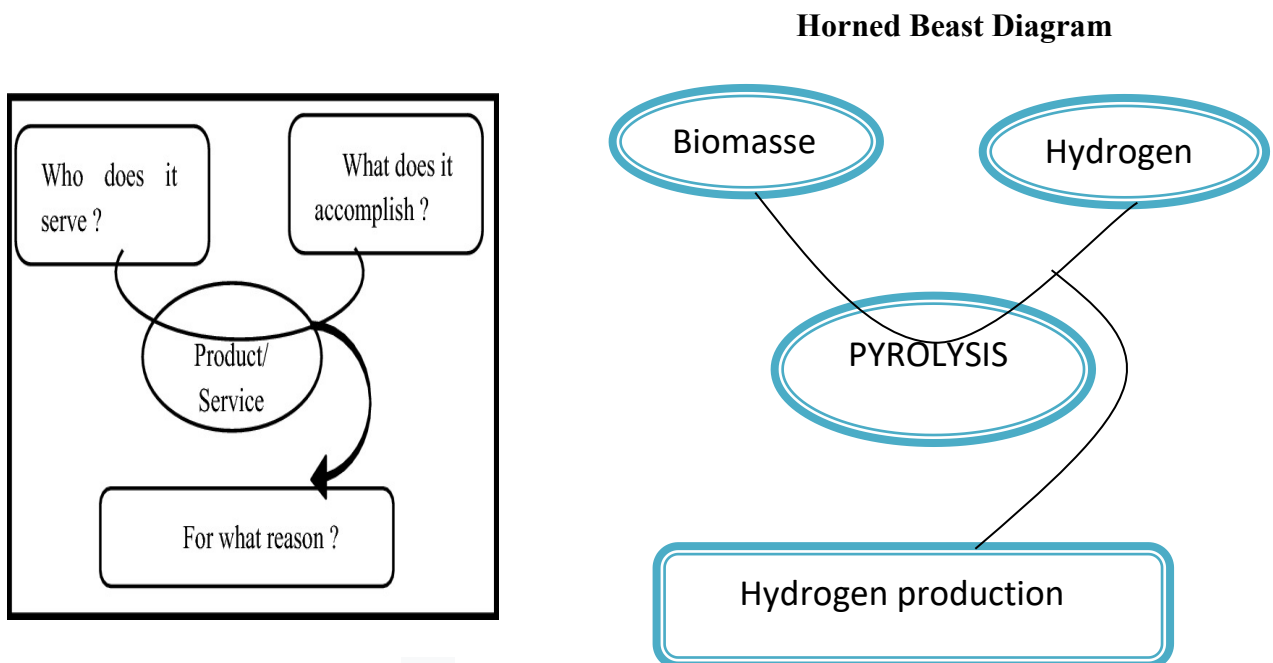 Horned Beast Diagram
Who does it
serve ?
What does it
accomplish ?
Product/
Service
For what reason ?
Biomasse
Hydrogen
PYROLYSIS
Hydrogen production